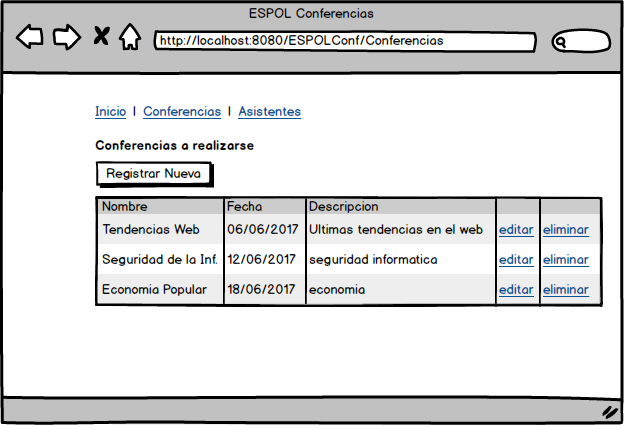 ESPOL Conferencias
http://localhost:8080/ESPOLConf/Conferencias
Inicio | Conferencias | Asistentes
Conferencias a realizarse
Registrar Nueva
Nombre Fecha Descripcion
Tendencias Web 06/06/2017 Ultimas tendencias en el web editar eliminar
Seguridad de la Inf. 12/06/2017 seguridad informatica editar eliminar
Economia Popular 18/06/2017 economia editar eliminar